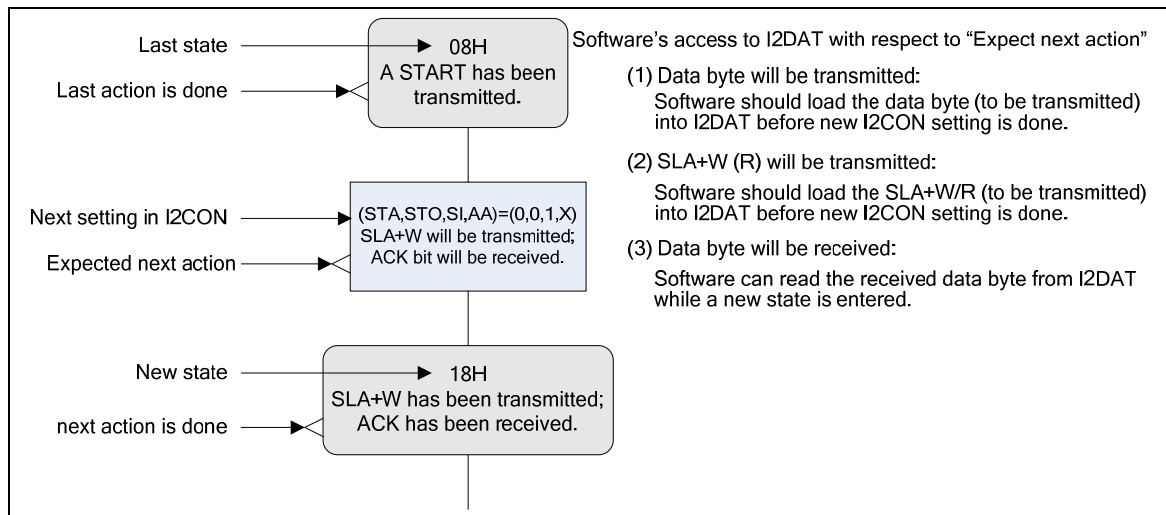 Last state
08H
A START has been
transmitted.
Last action is done
Next setting in I2CON
(STA,STO,SI,AA)=(0,0,1,X)
SLA+W will be transmitted;
ACK bit will be received.
Expected next action
New state
18H
SLA+W has been transmitted;
ACK has been received.
next action is done
Software's access to I2DAT with respect to “Expect next action”
(1) Data byte will be transmitted:
Software should load the data byte (to be transmitted)
into I2DAT before new I2CON setting is done.
(2) SLA+W (R) will be transmitted:
Software should load the SLA+W/R (to be transmitted)
into I2DAT before new I2CON setting is done.
(3) Data byte will be received:
Software can read the received data byte from I2DAT
while a new state is entered.